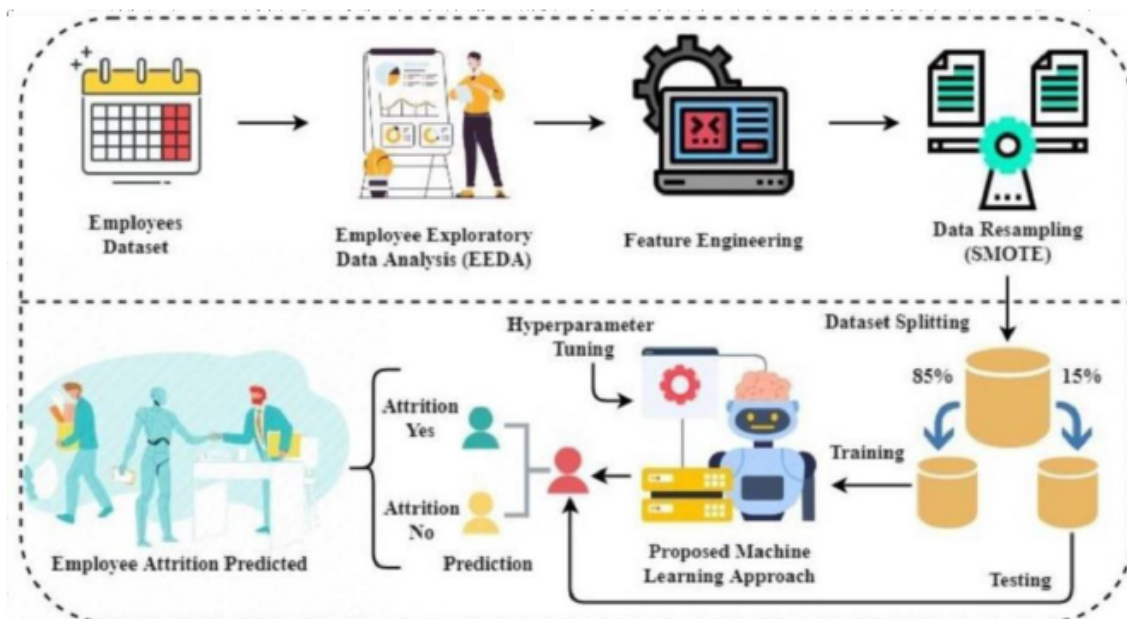 Employees
Dataset
Employee Exploratory
Data Analysis (EEDA)
Feature Engineering
Data Resampling
(SMOTE)
Dataset Splitting
85%
15%
Hyperparameter
Tuning
Training
Attrition
Yes
Attrition
No
Employee Attrition Predicted
Prediction
Proposed Machine
Learning Approach
Testing